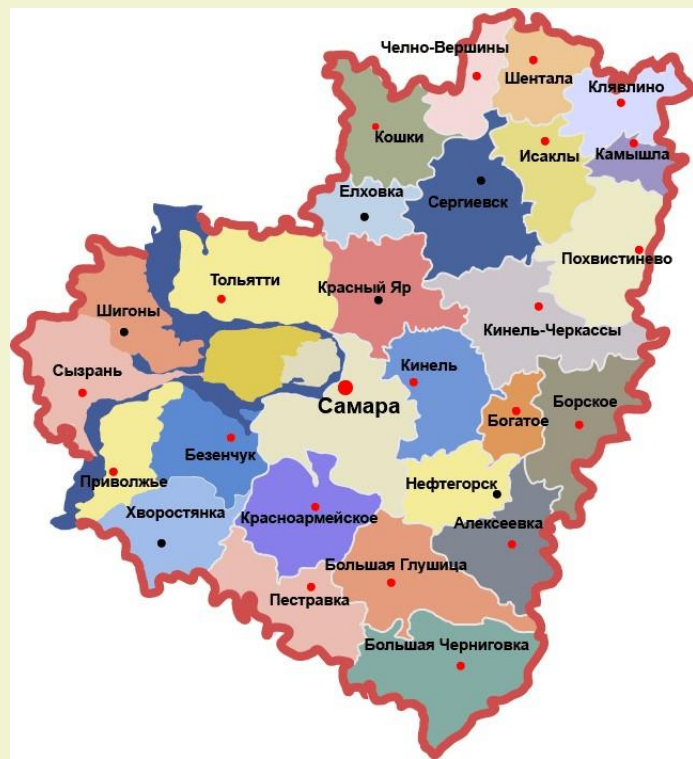 Челно-Вершины
Шентала
Клявлино
Кошки
Исаклы
Камышла
Елховка
Сергиевск
Похвистинево
Тольятти
Красный Яр
Шигоны
Кинель-Черкассы
Сызрань
Кинель
Самара
Борское
Богатое
Безенчук
Приволжье
Нефтегорск
Хворостянка
Красноармейское
Алексеевка
Большая Глушица
Пестравка
Большая Черниговка